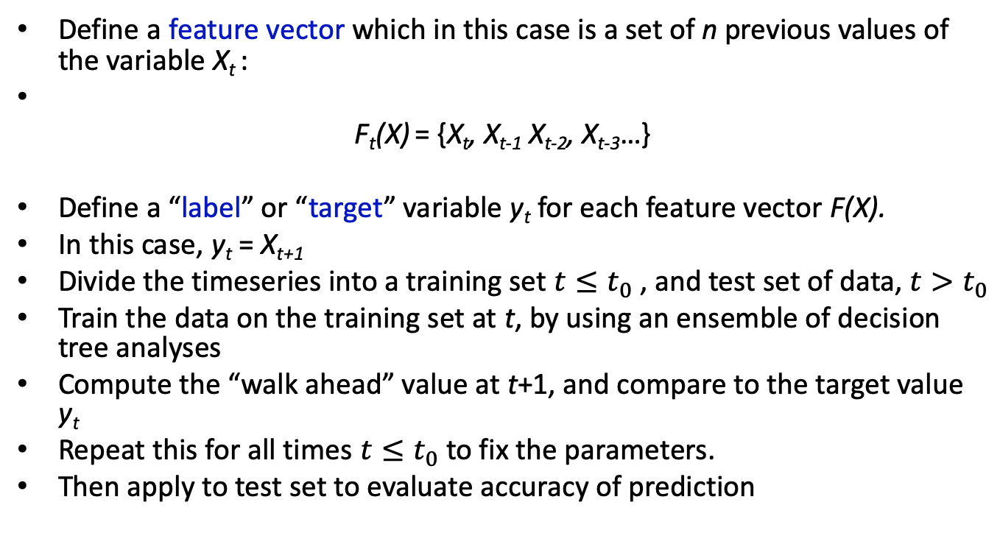 • Define a feature vector which in this case is a set of n previous values of
the variable Xₜ :
•
Fₜ(X) = {Xₜ, Xₜ₋₁ Xₜ₋₂, Xₜ₋₃...}
• Define a “label” or “target” variable yₜ for each feature vector F(X).
• In this case, yₜ = Xₜ₊₁
• Divide the timeseries into a training set t ≤ t₀ , and test set of data, t > t₀
• Train the data on the training set at t, by using an ensemble of decision
tree analyses
• Compute the “walk ahead” value at t+1, and compare to the target value
yₜ
• Repeat this for all times t ≤ t₀ to fix the parameters.
• Then apply to test set to evaluate accuracy of prediction